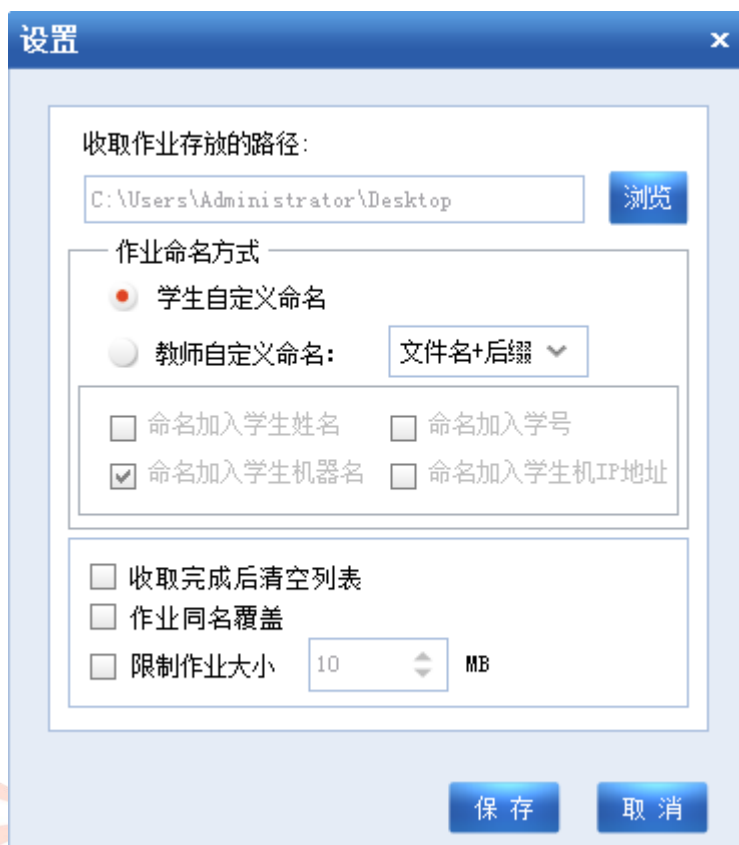 设置
收取作业存放的路径:
C:\Users\Administrator\Desktop 浏览
作业命名方式
学生自定义命名
教师自定义命名： 文件名+后缀
命名加入学生姓名 命名加入学号
命名加入学生机器名 命名加入学生机IP地址
收取完成后清空列表
作业同名覆盖
限制作业大小 10 MB
保存 取消